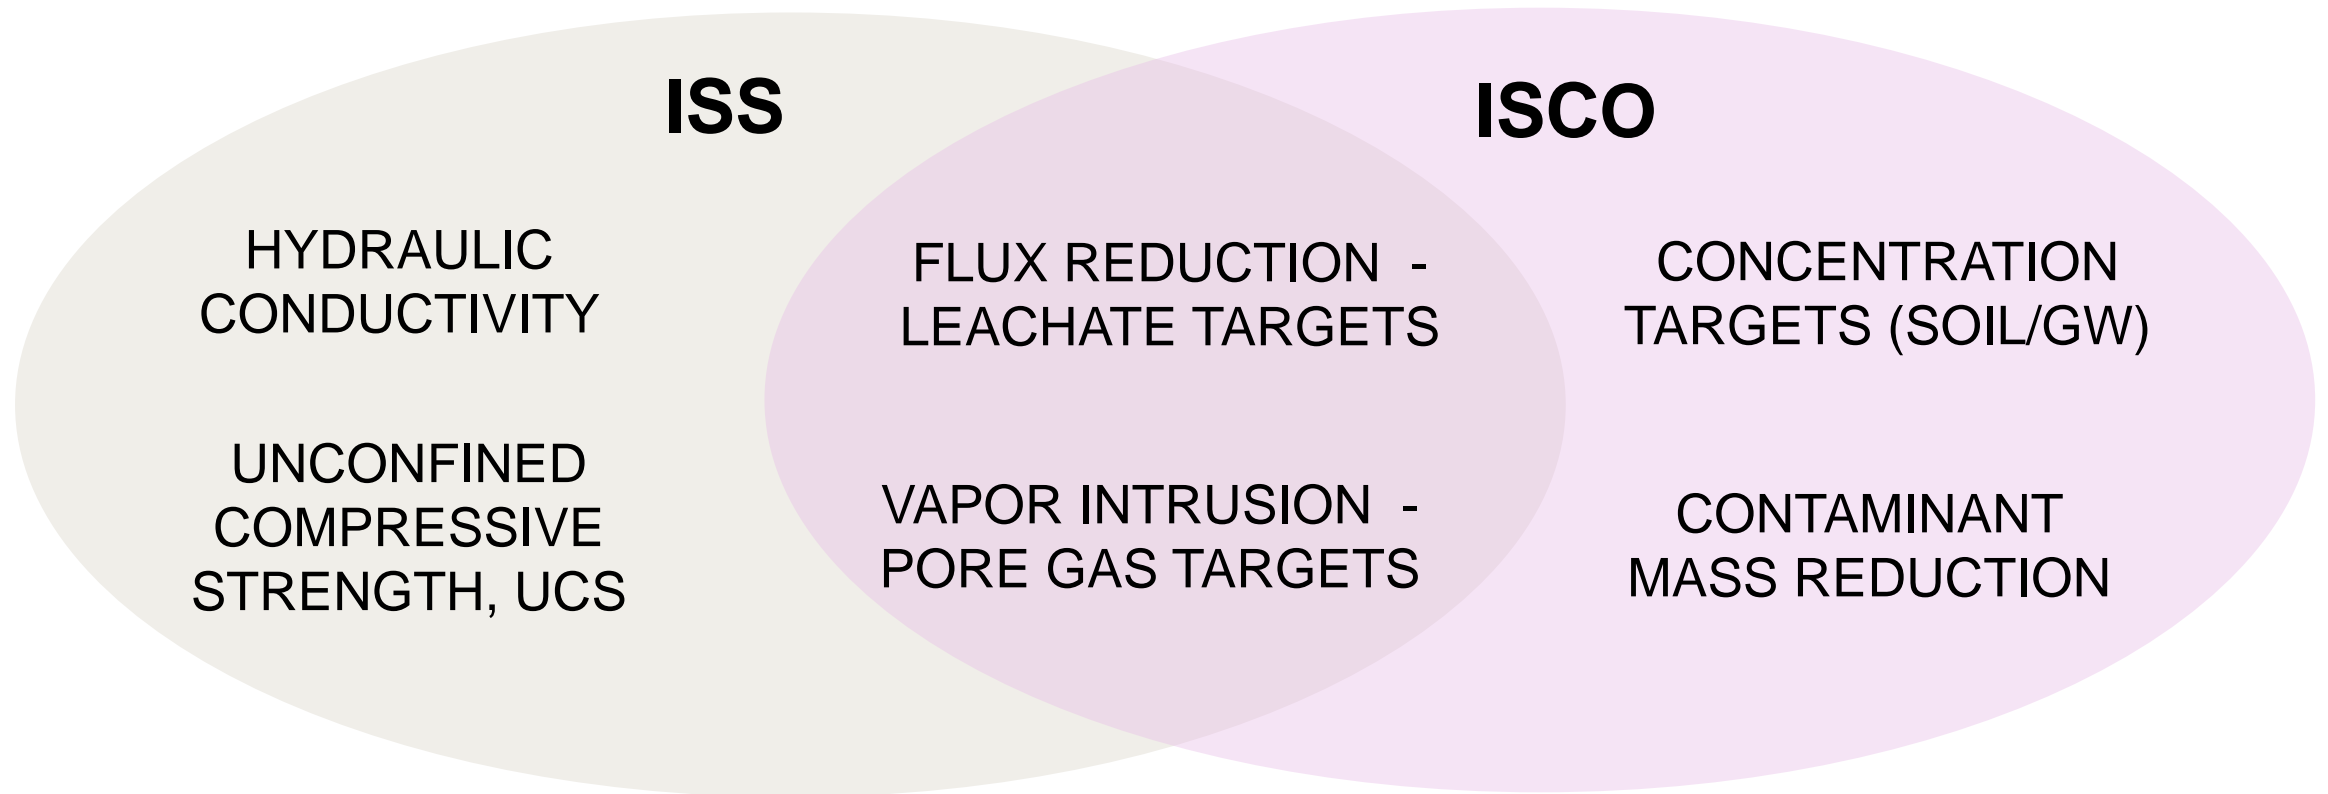 ISS
HYDRAULIC
CONDUCTIVITY
UNCONFINED
COMPRESSIVE
STRENGTH, UCS
FLUX REDUCTION -
LEACHATE TARGETS
VAPOR INTRUSION -
PORE GAS TARGETS
ISCO
CONCENTRATION
TARGETS (SOIL/GW)
CONTAMINANT
MASS REDUCTION